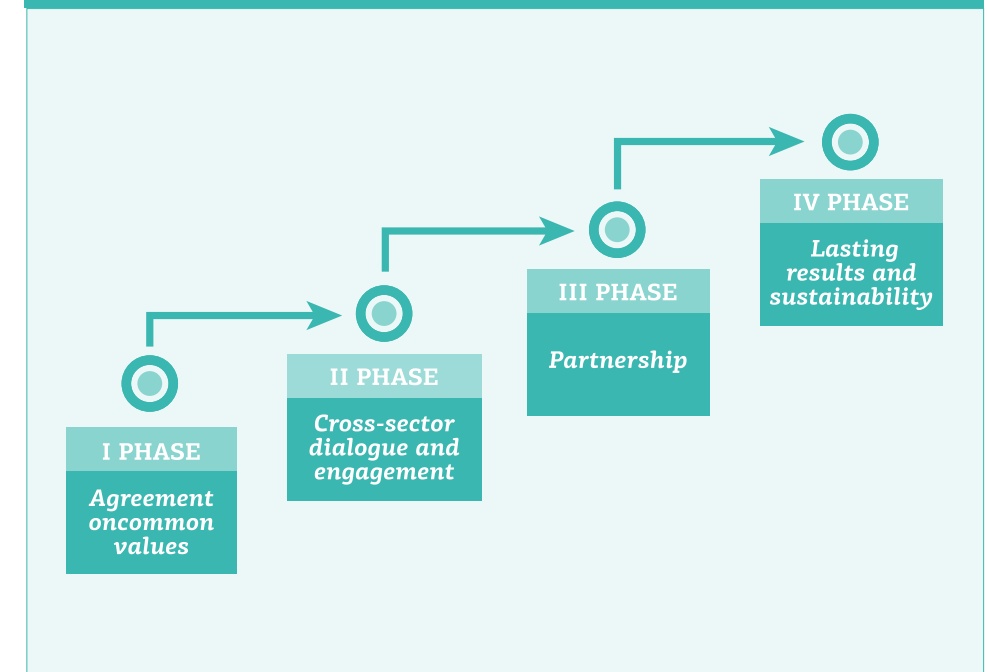 I PHASE
Agreement
oncommon
values
II PHASE
Cross-sector
dialogue and
engagement
III PHASE
Partnership
IV PHASE
Lasting
results and
sustainability